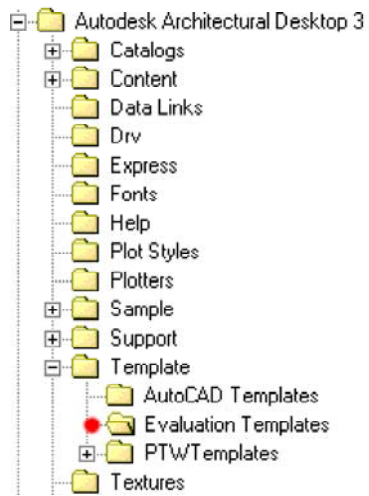 Autodesk Architectural Desktop 3
Catalogs
Content
Data Links
Drv
Express
Fonts
Help
Plot Styles
Plotters
Sample
Support
Template
AutoCAD Templates
Evaluation Templates
PTWTemplates
Textures